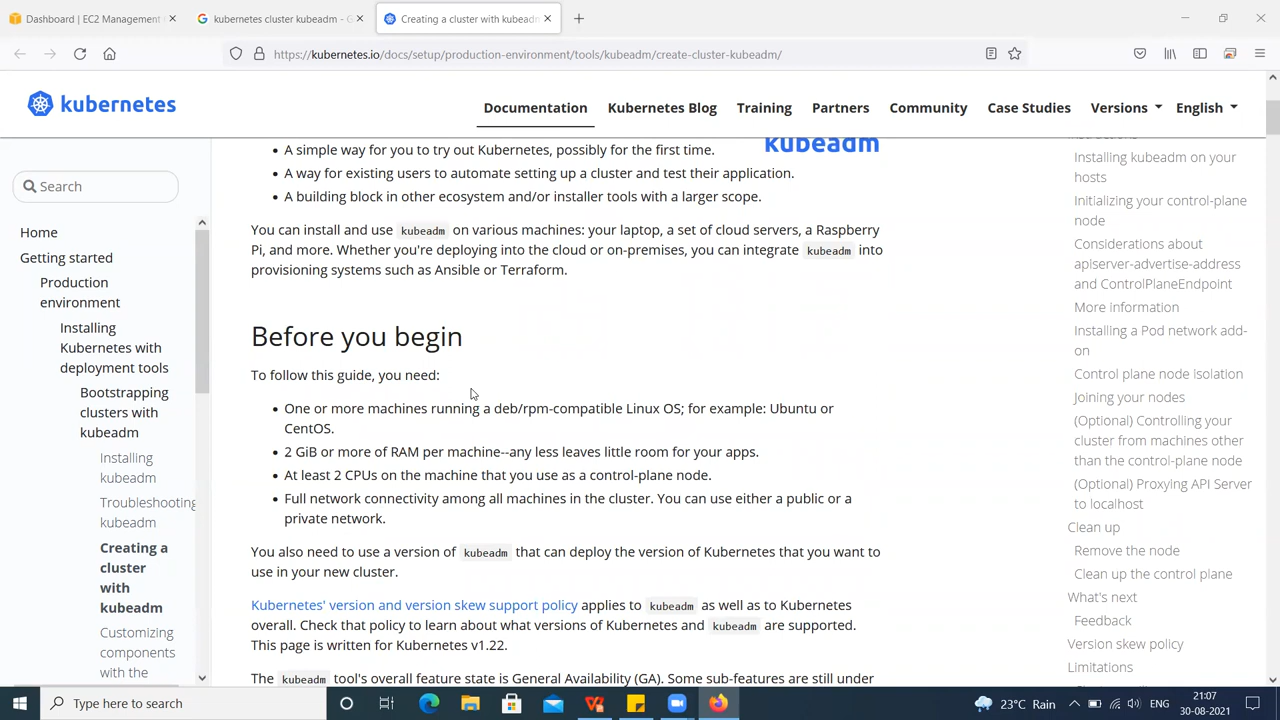 Dashboard | EC2 Management
kubernetes cluster kubeadm - G
Creating a cluster with kubeadm
https://kubernetes.io/docs/setup/production-environment/tools/kubeadm/create-cluster-kubeadm/
kubernetes
Documentation
Kubernetes Blog
Training
Partners
Community
Case Studies
Versions
English
Search
Home
Getting started
Production
environment
Installing
Kubernetes with
deployment tools
Bootstrapping
clusters with
kubeadm
Installing
kubeadm
Troubleshooting
kubeadm
Creating a
cluster
with
kubeadm
Customizing
components
with the
kubeadm
• A simple way for you to try out Kubernetes, possibly for the first time.
• A way for existing users to automate setting up a cluster and test their application.
• A building block in other ecosystem and/or installer tools with a larger scope.
You can install and use kubeadm on various machines: your laptop, a set of cloud servers, a Raspberry
Pi, and more. Whether you're deploying into the cloud or on-premises, you can integrate kubeadm into
provisioning systems such as Ansible or Terraform.
Before you begin
To follow this guide, you need:
• One or more machines running a deb/rpm-compatible Linux OS; for example: Ubuntu or
CentOS.
• 2 GiB or more of RAM per machine--any less leaves little room for your apps.
• At least 2 CPUs on the machine that you use as a control-plane node.
• Full network connectivity among all machines in the cluster. You can use either a public or a
private network.
You also need to use a version of kubeadm that can deploy the version of Kubernetes that you want to
use in your new cluster.
Kubernetes' version and version skew support policy applies to kubeadm as well as to Kubernetes
overall. Check that policy to learn about what versions of Kubernetes and kubeadm are supported.
This page is written for Kubernetes v1.22.
The kubeadm tool's overall feature state is General Availability (GA). Some sub-features are still under
Installing kubeadm on your
hosts
Initializing your control-plane
node
Considerations about
apiserver-advertise-address
and ControlPlaneEndpoint
More information
Installing a Pod network add-
on
Control plane node isolation
Joining your nodes
(Optional) Controlling your
cluster from machines other
than the control-plane node
(Optional) Proxying API Server
to localhost
Clean up
Remove the node
Clean up the control plane
What's next
Feedback
Version skew policy
Limitations
Type here to search
23°C Rain
ENG
21:07
30-08-2021